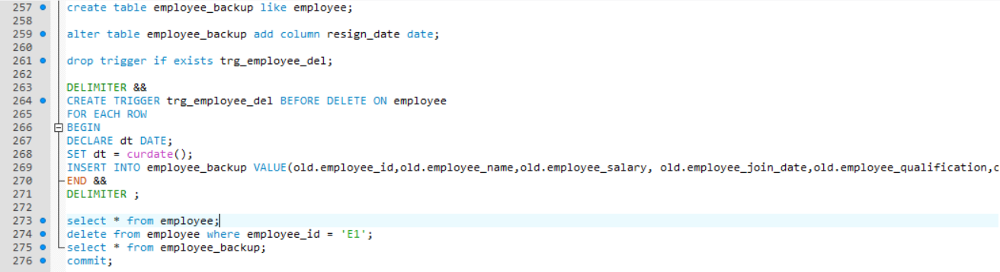 257 create table employee_backup like employee;
258
259 alter table employee_backup add column resign_date date;
260
261 drop trigger if exists trg_employee_del;
262
263 DELIMITER &&
264 CREATE TRIGGER trg_employee_del BEFORE DELETE ON employee
265 FOR EACH ROW
266 BEGIN
267 DECLARE dt DATE;
268 SET dt = curdate();
269 INSERT INTO employee_backup VALUE(old.employee_id,old.employee_name,old.employee_salary, old.employee_join_date,old.employee_qualification,
270 END &&
271 DELIMITER ;
272
273 select * from employee;
274 delete from employee where employee_id = 'E1';
275 select * from employee_backup;
276 commit;